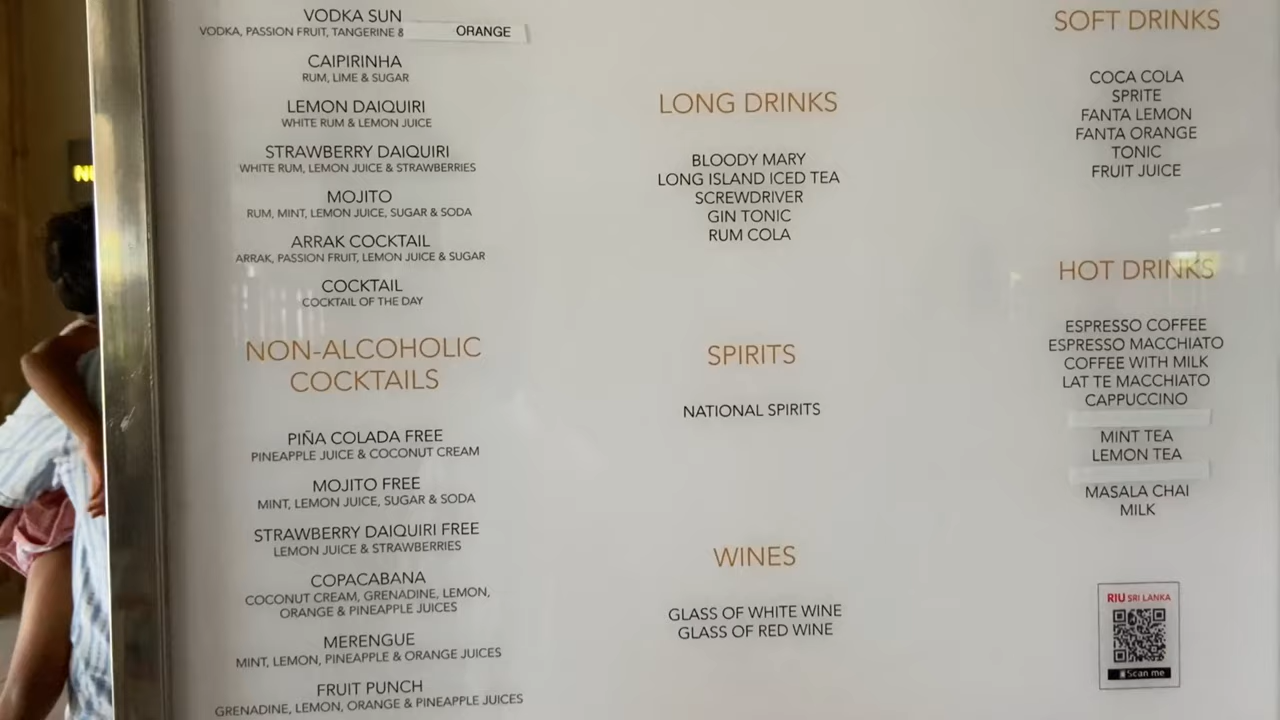 VODKA SUN
VODKA, PASSION FRUIT, TANGERINE & ORANGE
CAIPIRINHA
RUM, LIME & SUGAR
LEMON DAIQUIRI
WHITE RUM & LEMON JUICE
STRAWBERRY DAIQUIRI
WHITE RUM, LEMON JUICE & STRAWBERRIES
MOJITO
RUM, MINT, LEMON JUICE, SUGAR & SODA
ARRAK COCKTAIL
ARRAK, PASSION FRUIT, LEMON JUICE & SUGAR
COCKTAIL
COCKTAIL OF THE DAY
NON-ALCOHOLIC
COCKTAILS
PIÑA COLADA FREE
PINEAPPLE JUICE & COCONUT CREAM
MOJITO FREE
MINT, LEMON JUICE, SUGAR & SODA
STRAWBERRY DAIQUIRI FREE
LEMON JUICE & STRAWBERRIES
COPACABANA
COCONUT CREAM, GRENADINE, LEMON,
ORANGE & PINEAPPLE JUICES
MERENGUE
MINT, LEMON, PINEAPPLE & ORANGE JUICES
FRUIT PUNCH
GRENADINE, LEMON, ORANGE & PINEAPPLE JUICES
LONG DRINKS
BLOODY MARY
LONG ISLAND ICED TEA
SCREWDRIVER
GIN TONIC
RUM COLA
SPIRITS
NATIONAL SPIRITS
WINES
GLASS OF WHITE WINE
GLASS OF RED WINE
SOFT DRINKS
COCA COLA
SPRITE
FANTA LEMON
FANTA ORANGE
TONIC
FRUIT JUICE
HOT DRINKS
ESPRESSO COFFEE
ESPRESSO MACCHIATO
COFFEE WITH MILK
LAT TE MACCHIATO
CAPPUCCINO
MINT TEA
LEMON TEA
MASALA CHAI
MILK
RIU SRI LANKA
Scan me